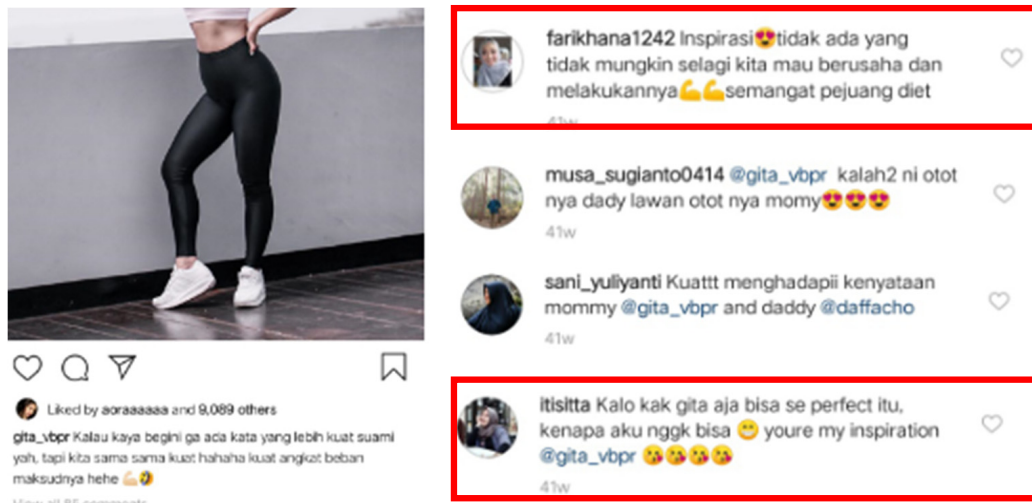 Liked by aoraaaaaa and 9,089 others
gita_vbpr Kalau kaya begini ga ada kata yang lebih kuat suami
yah, tapi kita sama sama kuat hahaha kuat angkat beban
maksudnya hehe 💪🏻🤣
View all 85 comments
farikhana1242 Inspirasi😍tidak ada yang
tidak mungkin selagi kita mau berusaha dan
melakukannya💪💪semangat pejuang diet
41w
musa_sugianto0414 @gita_vbpr kalah2 ni otot
nya dady lawan otot nya momy😍😍😍
41w
sani_yuliyanti Kuattt menghadapii kenyataan
mommy @gita_vbpr and daddy @daffacho
41w
itisitta Kalo kak gita aja bisa se perfect itu,
kenapa aku nggk bisa 😁 youre my inspiration
@gita_vbpr 😘😘😘😘
41w